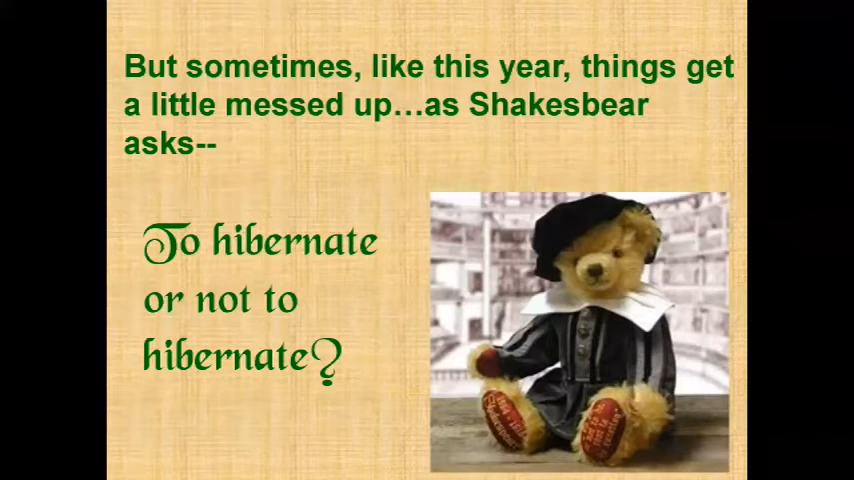 But sometimes, like this year, things get
a little messed up…as Shakesbear
asks--
To hibernate
or not to
hibernate?